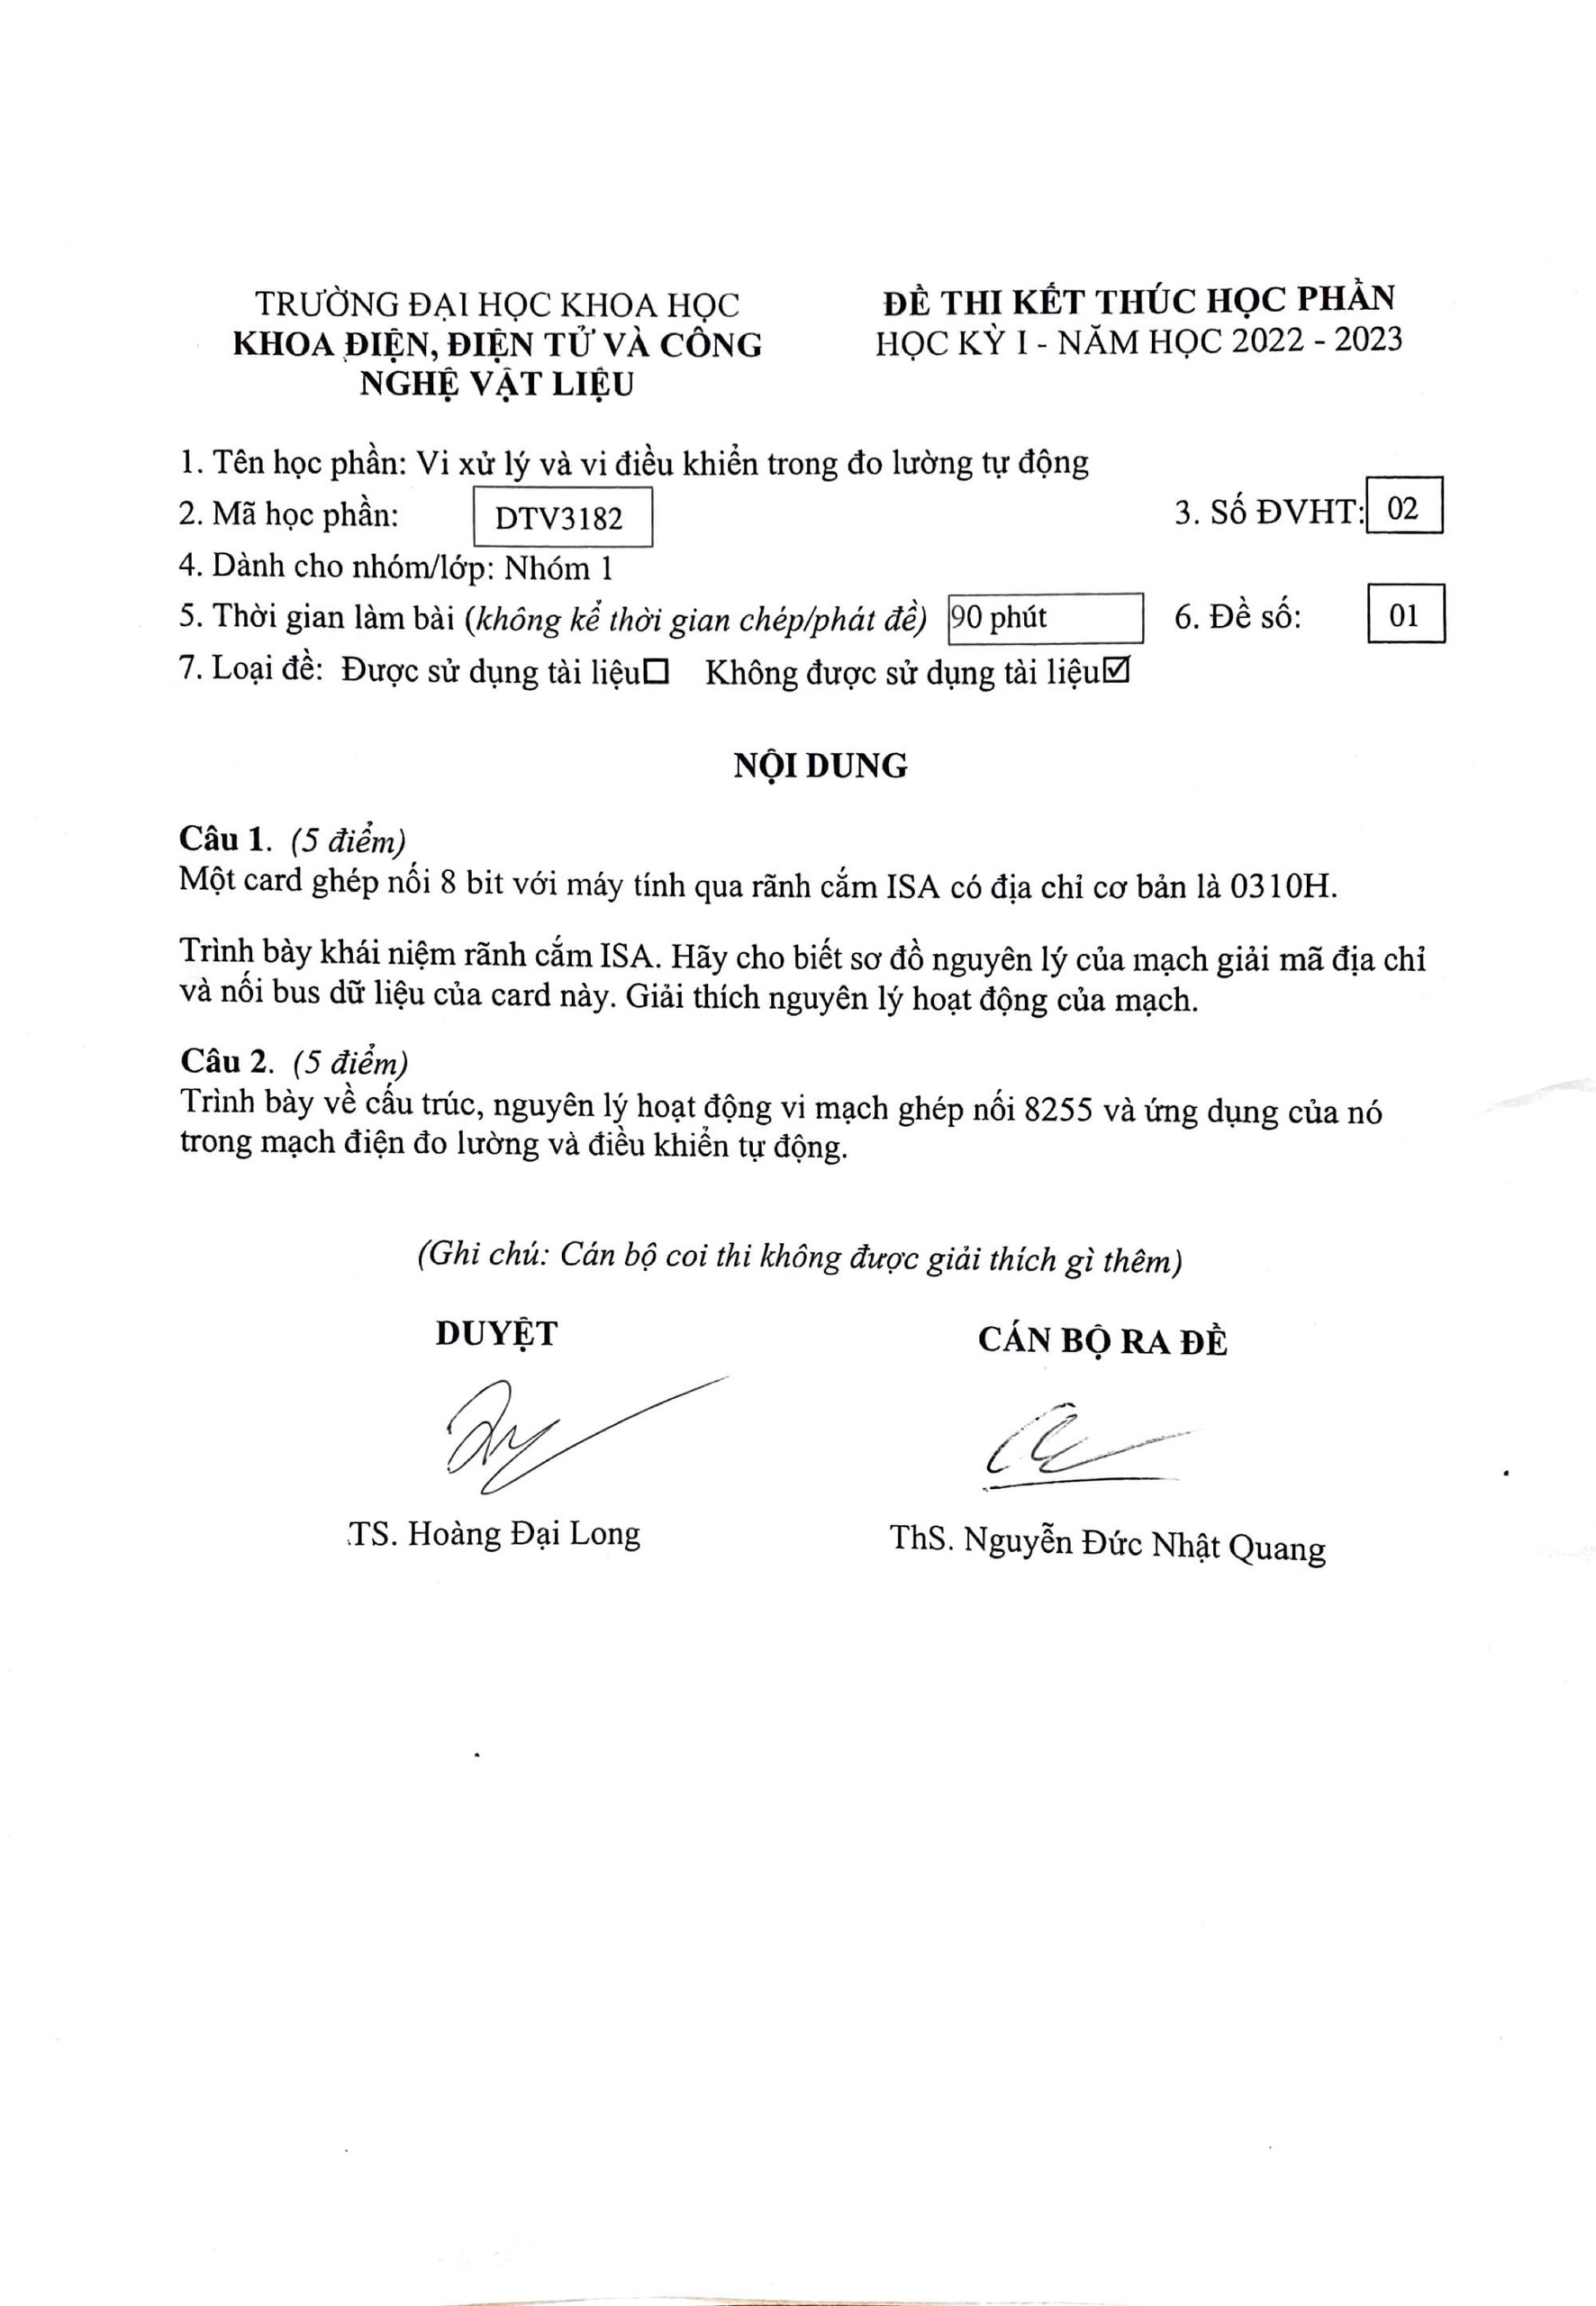 TRƯỜNG ĐẠI HỌC KHOA HỌC
KHOA ĐIỆN, ĐIỆN TỬ VÀ CÔNG
NGHỆ VẬT LIỆU
ĐỀ THI KẾT THÚC HỌC PHẦN
HỌC KỲ I - NĂM HỌC 2022 - 2023
1. Tên học phần: Vi xử lý và vi điều khiển trong đo lường tự động
2. Mã học phần: DTV3182 3. Số ĐVHT: 02
4. Dành cho nhóm/lớp: Nhóm 1
5. Thời gian làm bài (không kể thời gian chép/phát đề) 90 phút 6. Đề số: 01
7. Loại đề: Được sử dụng tài liệu☐ Không được sử dụng tài liệu☑
NỘI DUNG
Câu 1. (5 điểm)
Một card ghép nối 8 bit với máy tính qua rãnh cắm ISA có địa chỉ cơ bản là 0310H.
Trình bày khái niệm rãnh cắm ISA. Hãy cho biết sơ đồ nguyên lý của mạch giải mã địa chỉ
và nối bus dữ liệu của card này. Giải thích nguyên lý hoạt động của mạch.
Câu 2. (5 điểm)
Trình bày về cấu trúc, nguyên lý hoạt động vi mạch ghép nối 8255 và ứng dụng của nó
trong mạch điện đo lường và điều khiển tự động.
(Ghi chú: Cán bộ coi thi không được giải thích gì thêm)
DUYỆT
CÁN BỘ RA ĐỀ
TS. Hoàng Đại Long
ThS. Nguyễn Đức Nhật Quang